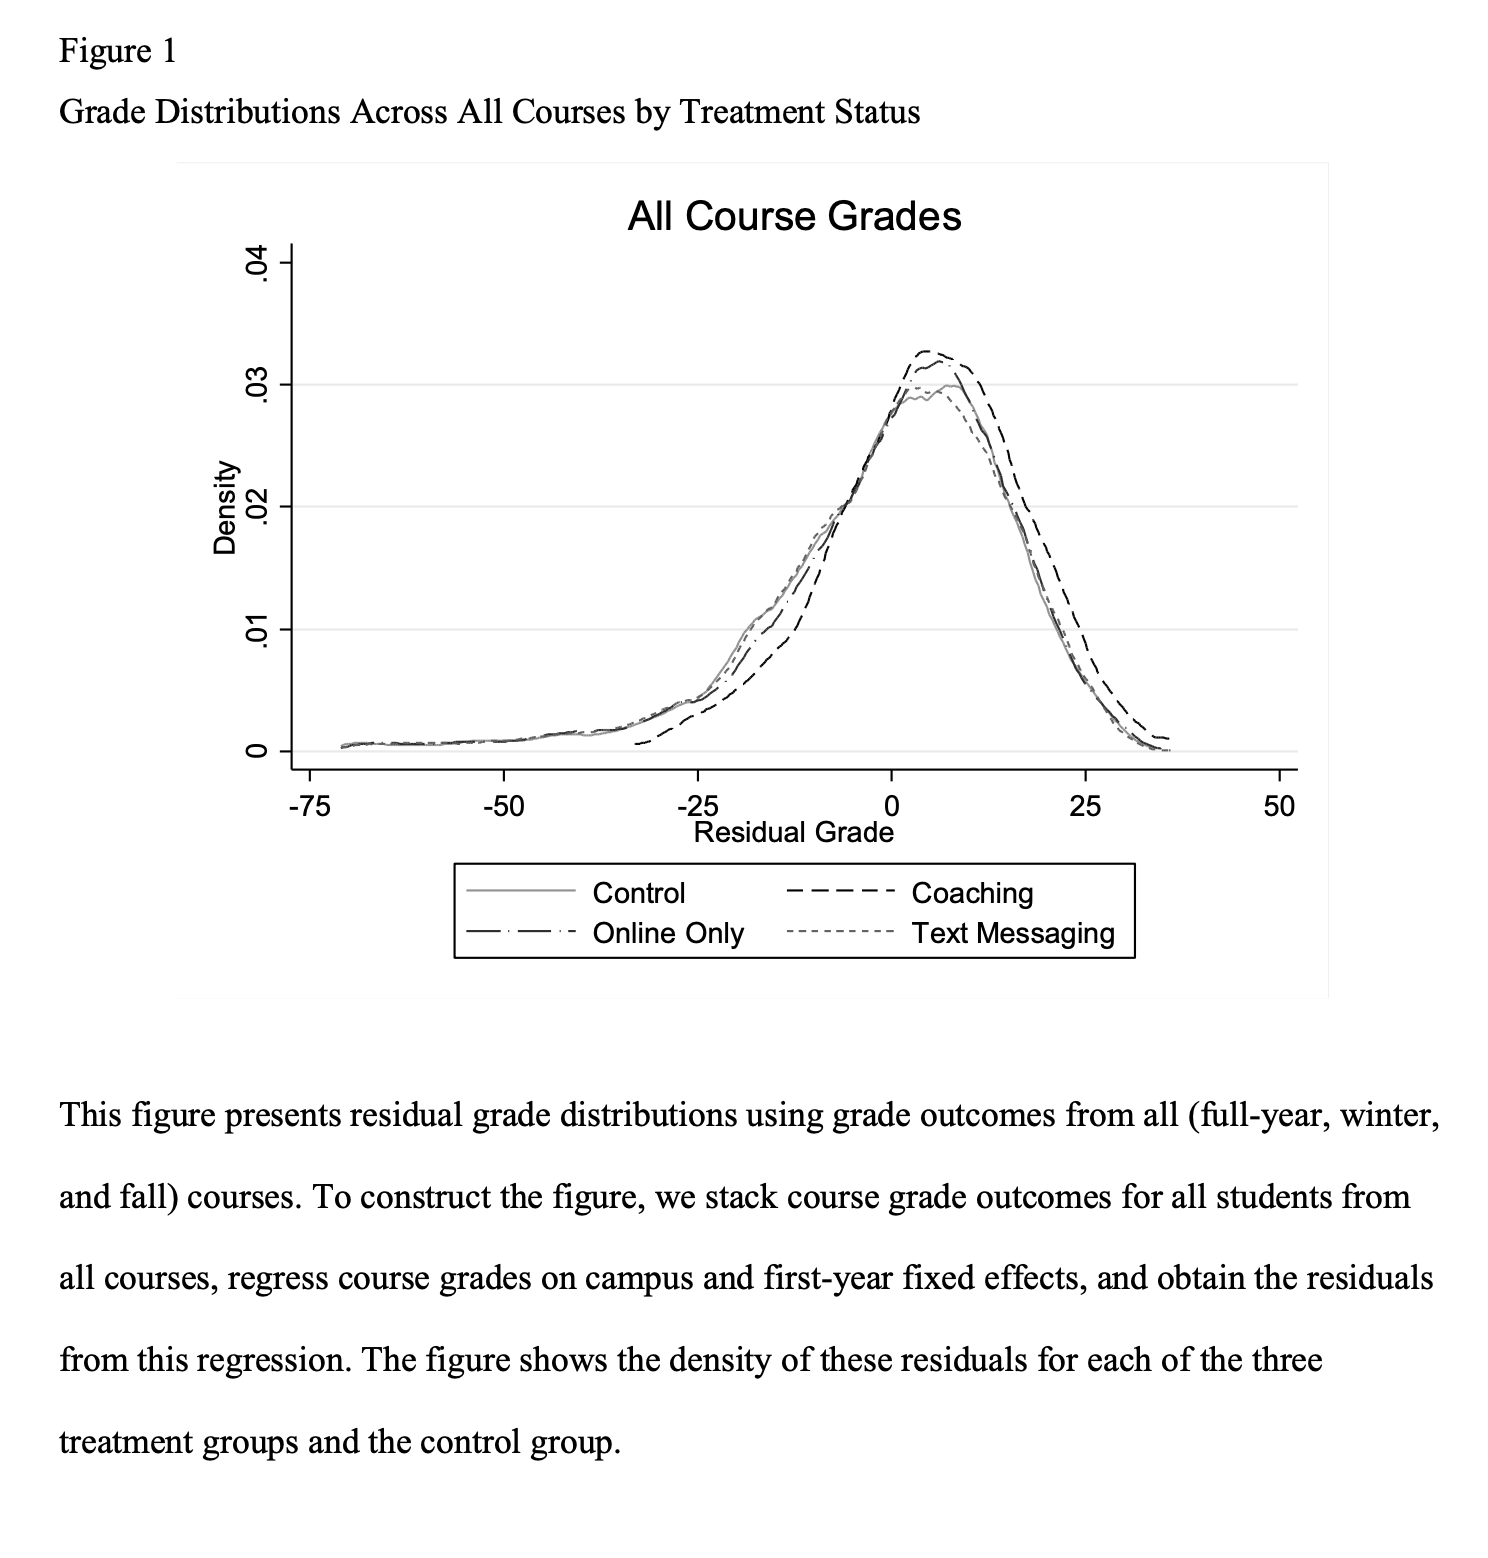 Figure 1
Grade Distributions Across All Courses by Treatment Status
All Course Grades
.04
.03
.02
.01
0
Density
-75 -50 -25 0 25 50
Residual Grade
Control Coaching
Online Only Text Messaging
This figure presents residual grade distributions using grade outcomes from all (full-year, winter,
and fall) courses. To construct the figure, we stack course grade outcomes for all students from
all courses, regress course grades on campus and first-year fixed effects, and obtain the residuals
from this regression. The figure shows the density of these residuals for each of the three
treatment groups and the control group.